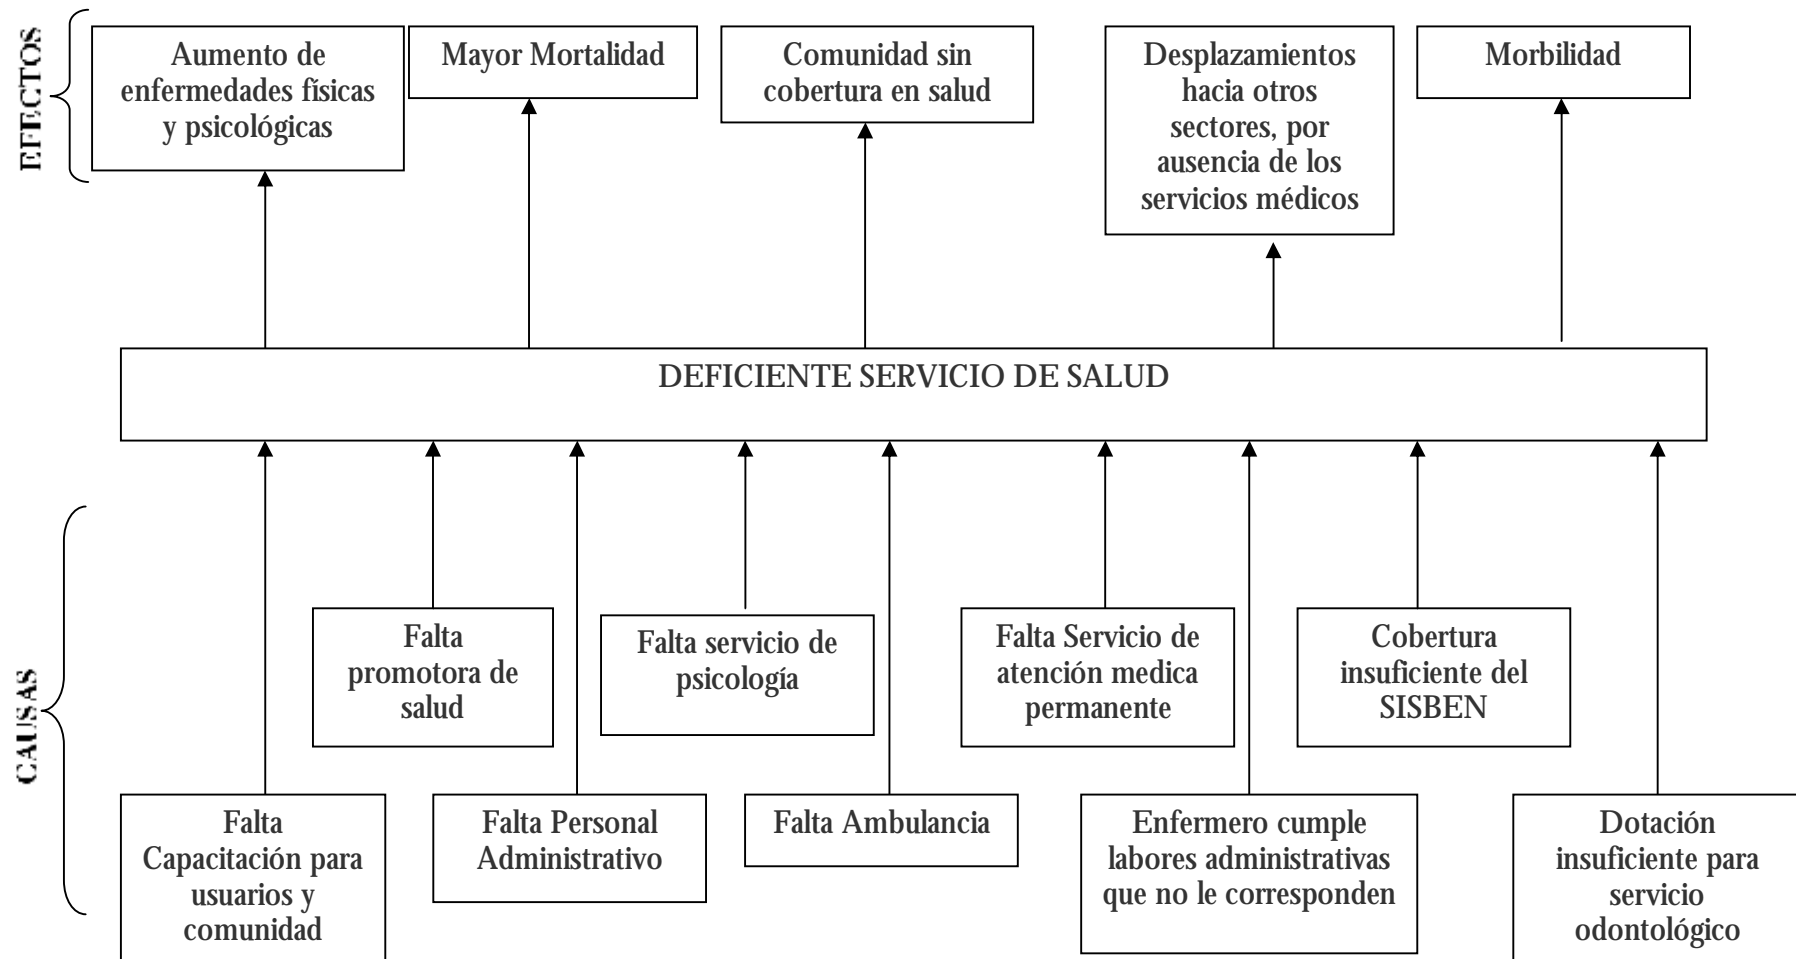 EFECTOS
Aumento de
enfermedades físicas
y psicológicas
Mayor Mortalidad
Comunidad sin
cobertura en salud
Desplazamientos
hacia otros
sectores, por
ausencia de los
servicios médicos
Morbilidad
DEFICIENTE SERVICIO DE SALUD
CAUSAS
Falta
promotora de
salud
Falta servicio de
psicología
Falta Servicio de
atención medica
permanente
Cobertura
insuficiente del
SISBEN
Falta
Capacitación para
usuarios y
comunidad
Falta Personal
Administrativo
Falta Ambulancia
Enfermero cumple
labores administrativas
que no le corresponden
Dotación
insuficiente para
servicio
odontológico